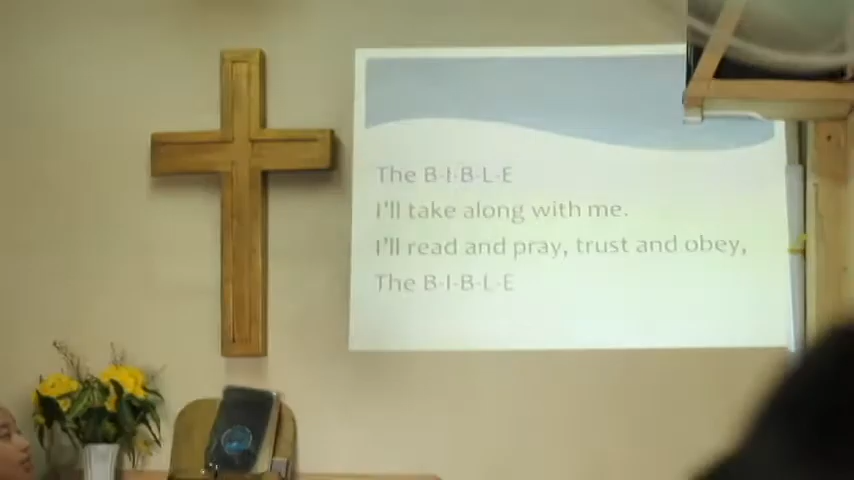 The B-I-B-L-E
I'll take along with me.
I'll read and pray, trust and obey,
The B-I-B-L-E